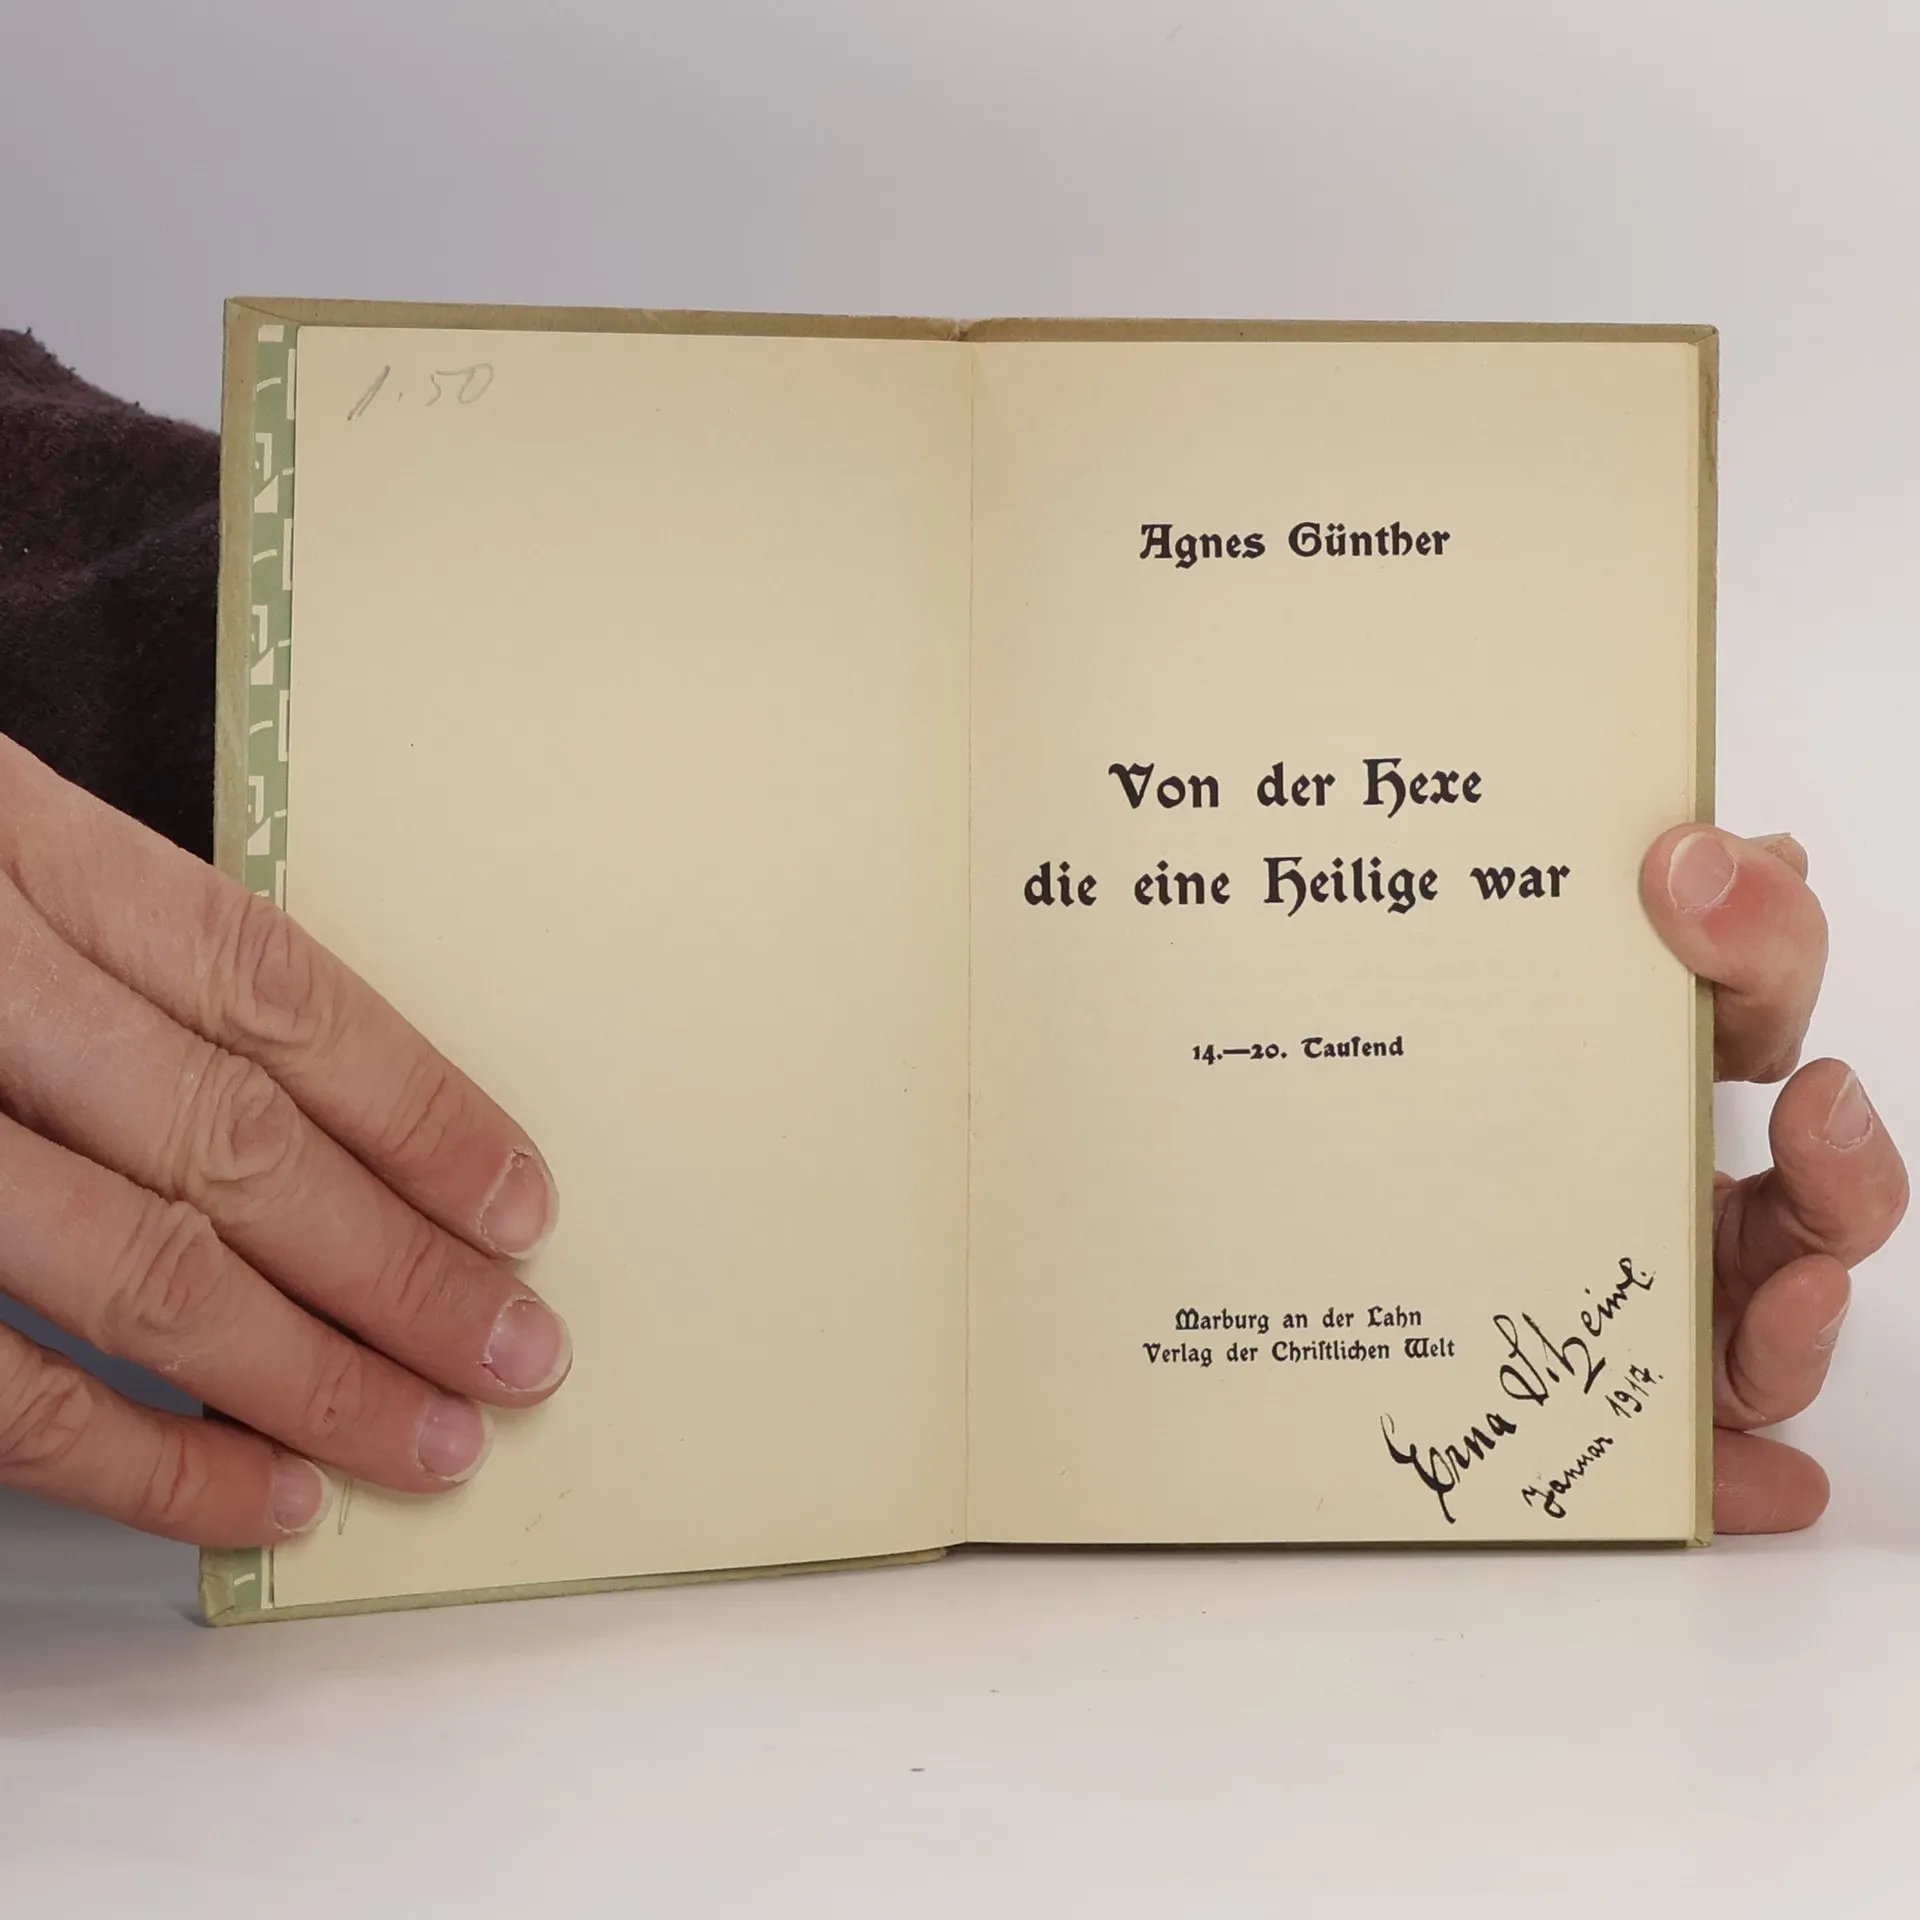 1.50
Agnes Günther
Von der Hexe
die eine Heilige war
14.—20. Tauſend
Marburg an der Lahn
Verlag der Chriſtlichen Welt
Erna
Januar 1917.